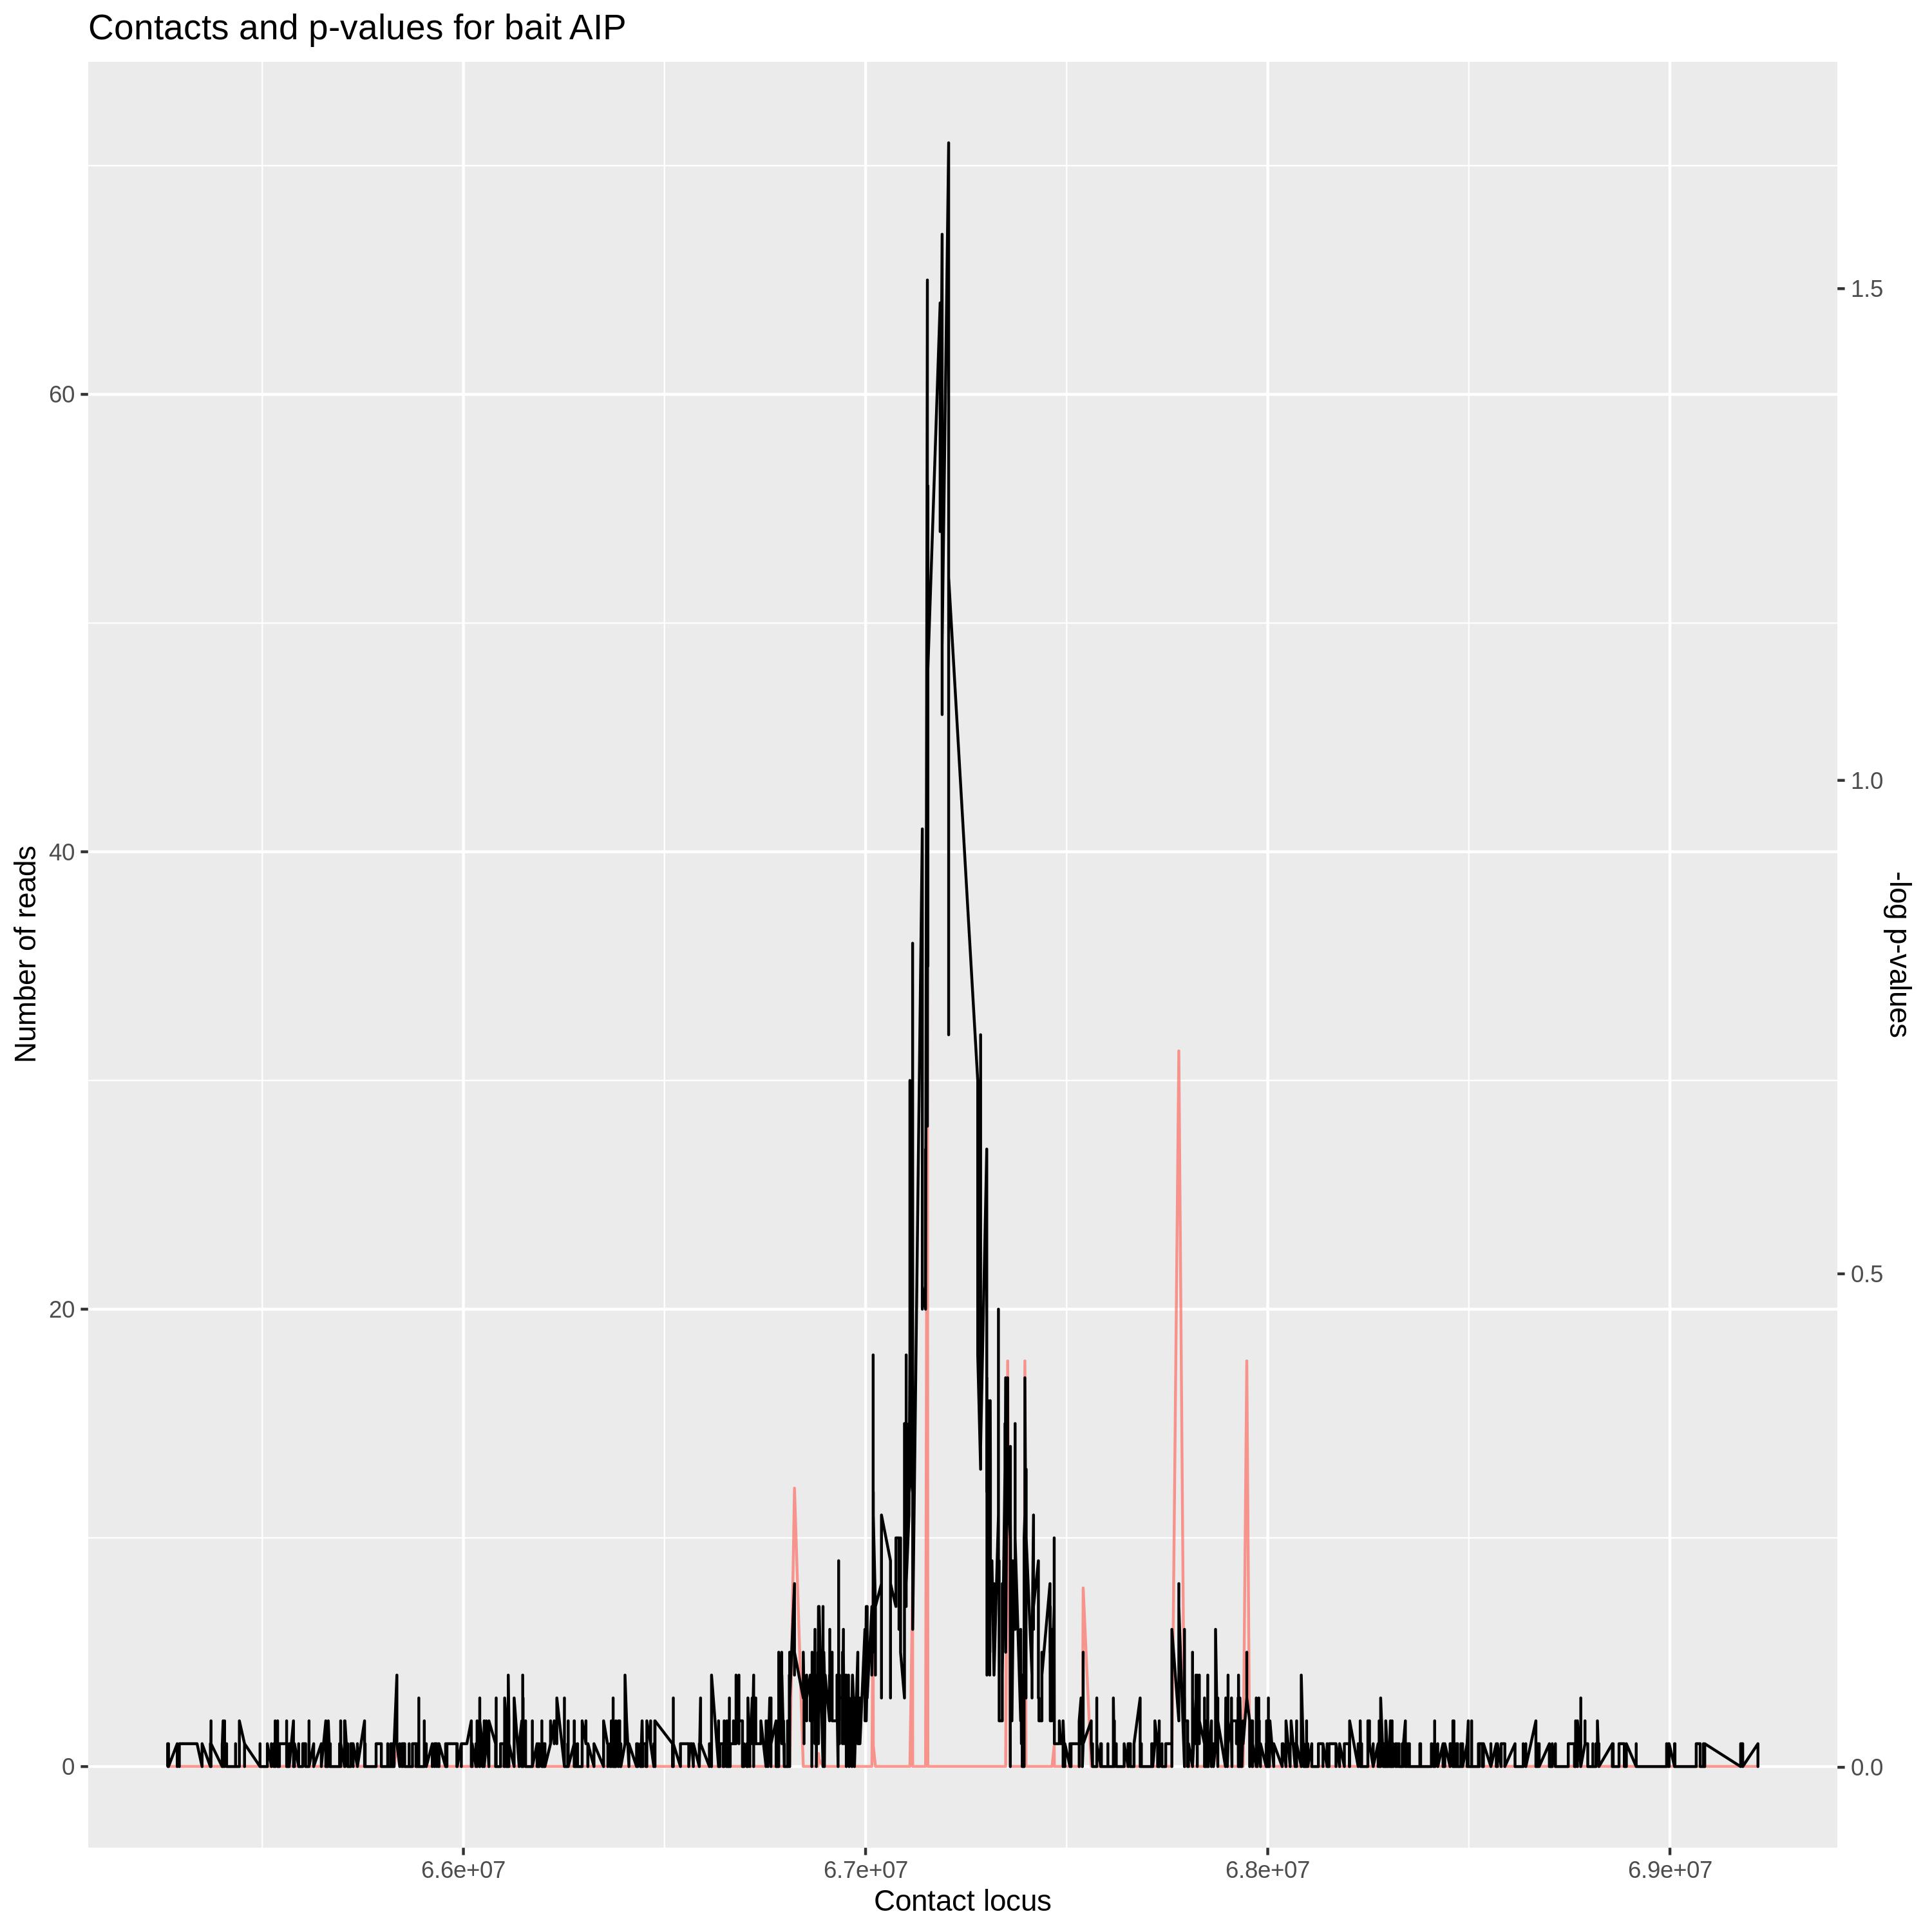 Contacts and p-values for bait AIP
Number of reads
60
40
20
0
1.5
1.0
0.5
0.0
-log p-values
6.6e+07
6.7e+07
6.8e+07
6.9e+07
Contact locus